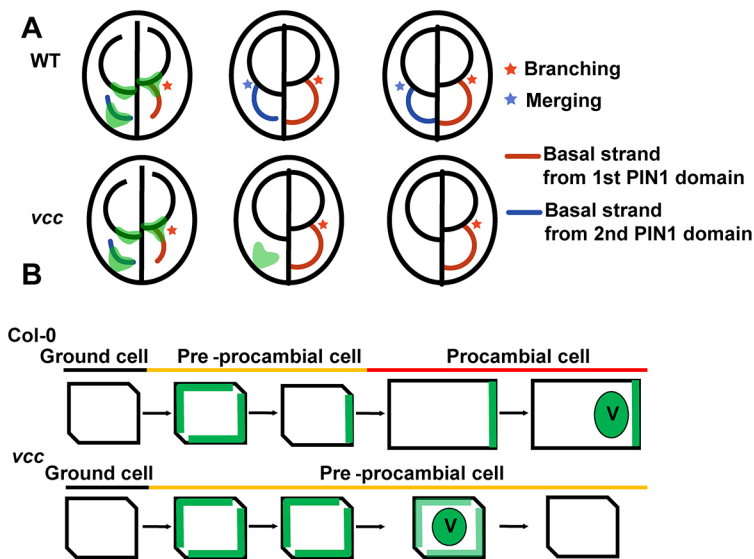 A
WT
Branching
Merging
Basal strand
from 1st PIN1 domain
vcc
Basal strand
from 2nd PIN1 domain
B
Col-0
Ground cell
Pre -procambial cell
Procambial cell
V
vcc
Ground cell
Pre-procambial cell
V